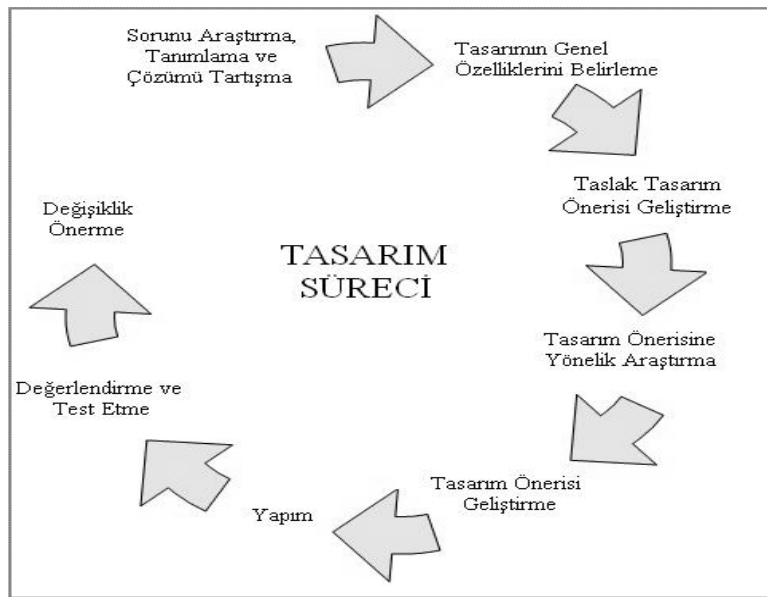 Sorunu Araştırma,
Tanımlama ve
Çözümü Tartışma
Tasarımın Genel
Özelliklerini Belirleme
Taslak Tasarım
Önerisi Geliştirme
Tasarım Önerisine
Yönelik Araştırma
Tasarım Önerisi
Geliştirme
Yapım
Değerlendirme ve
Test Etme
Değişiklik
Önerme
TASARIM
SÜRECİ